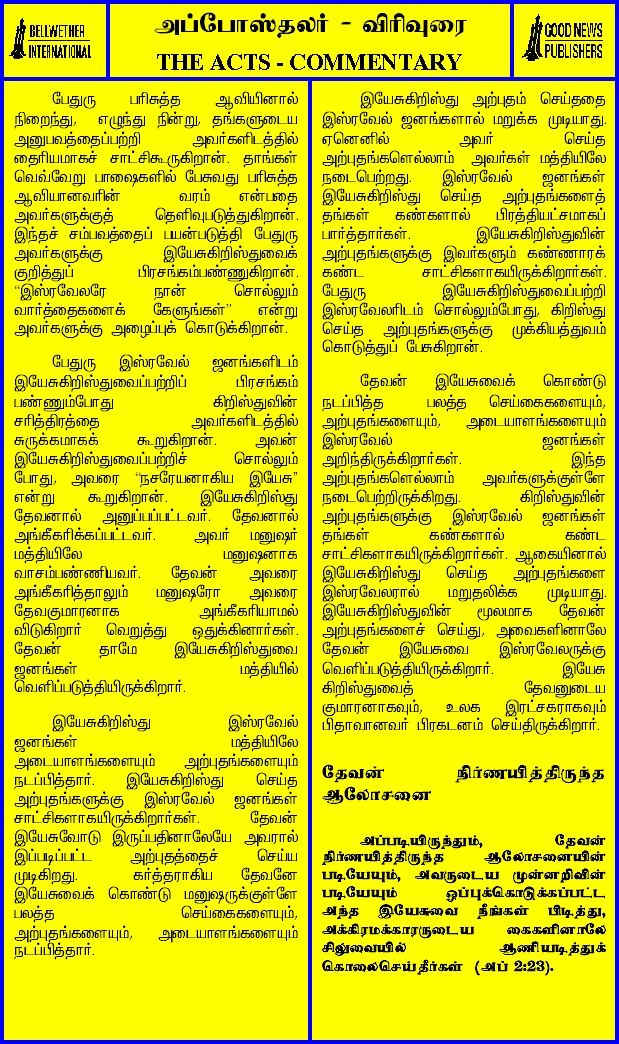 BELLWETHER
INTERNATIONAL
அப்போஸ்தலர் - விரிவுரை
THE ACTS - COMMENTARY
GOOD NEWS
PUBLISHERS
பேதுரு பரிசுத்த ஆவியினால்
நிறைந்து, எழுந்து நின்று, தங்களுடைய
அனுபவத்தைப்பற்றி அவர்களிடத்தில்
தைரியமாகச் சாட்சிகூருகிறான். தாங்கள்
வெவ்வேறு பாஷைகளில் பேசுவது பரிசுத்த
ஆவியானவரின் வரம் என்பதை
அவர்களுக்குத் தெளிவுபடுத்துகிறான்.
இந்தச் சம்பவத்தைப் பயன்படுத்தி பேதுரு
அவர்களுக்கு இயேசுகிறிஸ்துவைக்
குறித்துப் பிரசங்கம்பண்ணுகிறான்.
“இஸ்ரவேலரே நான் சொல்லும்
வார்த்தைகளைக் கேளுங்கள்” என்று
அவர்களுக்கு அழைப்புக் கொடுக்கிறான்.
பேதுரு இஸ்ரவேல் ஜனங்களிடம்
இயேசுகிறிஸ்துவைப்பற்றிப் பிரசங்கம்
பண்ணும்போது கிறிஸ்துவின்
சரித்திரத்தை அவர்களிடத்தில்
சுருக்கமாகக் கூறுகிறான். அவன்
இயேசுகிறிஸ்துவைப்பற்றிச் சொல்லும்
போது, அவரை “நசரேயனாகிய இயேசு”
என்று கூறுகிறான். இயேசுகிறிஸ்து
தேவனால் அனுப்பப்பட்டவர். தேவனால்
அங்கீகரிக்கப்பட்டவர். அவர் மனுஷர்
மத்தியிலே மனுஷனாக
வாசம்பண்ணியவர். தேவன் அவரை
அங்கீகரித்தாலும் மனுஷரோ அவரை
தேவகுமாரனாக அங்கீகரியாமல்
விடுகிறார் வெறுத்து ஒதுக்கினார்கள்.
தேவன் தாமே இயேசுகிறிஸ்துவை
ஜனங்கள் மத்தியில்
வெளிப்படுத்தியிருக்கிறார்.
இயேசுகிறிஸ்து இஸ்ரவேல்
ஜனங்கள் மத்தியிலே
அடையாளங்களையும் அற்புதங்களையும்
நடப்பித்தார். இயேசுகிறிஸ்து செய்த
அற்புதங்களுக்கு இஸ்ரவேல் ஜனங்கள்
சாட்சிகளாகயிருக்கிறார்கள். தேவன்
இயேசுவோடு இருப்பதினாலேயே அவரால்
இப்படிப்பட்ட அற்புதத்தைச் செய்ய
முடிகிறது. கர்த்தராகிய தேவனே
இயேசுவைக் கொண்டு மனுஷருக்குள்ளே
பலத்த செய்கைகளையும்,
அற்புதங்களையும், அடையாளங்களையும்
நடப்பித்தார்.
இயேசுகிறிஸ்து அற்புதம் செய்ததை
இஸ்ரவேல் ஜனங்களால் மறுக்க முடியாது.
ஏனெனில் அவர் செய்த
அற்புதங்களெல்லாம் அவர்கள் மத்தியிலே
நடைபெற்றது. இஸ்ரவேல் ஜனங்கள்
இயேசுகிறிஸ்து செய்த அற்புதங்களைத்
தங்கள் கண்களால் பிரத்தியட்சமாகப்
பார்த்தார்கள். இயேசுகிறிஸ்துவின்
அற்புதங்களுக்கு இவர்களும் கண்ணாரக்
கண்ட சாட்சிகளாகயிருக்கிறார்கள்.
பேதுரு இயேசுகிறிஸ்துவைப்பற்றி
இஸ்ரவேலரிடம் சொல்லும்போது, கிறிஸ்து
செய்த அற்புதங்களுக்கு முக்கியத்துவம்
கொடுத்துப் பேசுகிறான்.
தேவன் இயேசுவைக் கொண்டு
நடப்பித்த பலத்த செய்கைகளையும்,
அற்புதங்களையும், அடையாளங்களையும்
இஸ்ரவேல் ஜனங்கள்
அறிந்திருக்கிறார்கள். இந்த
அற்புதங்களெல்லாம் அவர்களுக்குள்ளே
நடைபெற்றிருக்கிறது. கிறிஸ்துவின்
அற்புதங்களுக்கு இஸ்ரவேல் ஜனங்கள்
தங்கள் கண்களால் கண்ட
சாட்சிகளாகயிருக்கிறார்கள். ஆகையினால்
இயேசுகிறிஸ்து செய்த அற்புதங்களை
இஸ்ரவேலரால் மறுதலிக்க முடியாது.
இயேசுகிறிஸ்துவின் மூலமாக தேவன்
அற்புதங்களைச் செய்து, அவைகளினாலே
தேவன் இயேசுவை இஸ்ரவேலருக்கு
வெளிப்படுத்தியிருக்கிறார். இயேசு
கிறிஸ்துவைத் தேவனுடைய
குமாரனாகவும், உலக இரட்சகராகவும்
பிதாவானவர் பிரகடனம் செய்திருக்கிறார்.
தேவன் நிர்ணயித்திருந்த
ஆலோசனை
அப்படியிருந்தும், தேவன்
நிர்ணயித்திருந்த ஆலோசனையின்
படியேயும், அவருடைய முன்னறிவின்
படியேயும் ஒப்புக்கொடுக்கப்பட்ட
அந்த இயேசுவை நீங்கள் பிடித்து,
அக்கிரமக்காரருடைய கைகளினாலே
சிலுவையில் ஆணியடித்துக்
கொலைசெய்தீர்கள் (அப் 2:23).